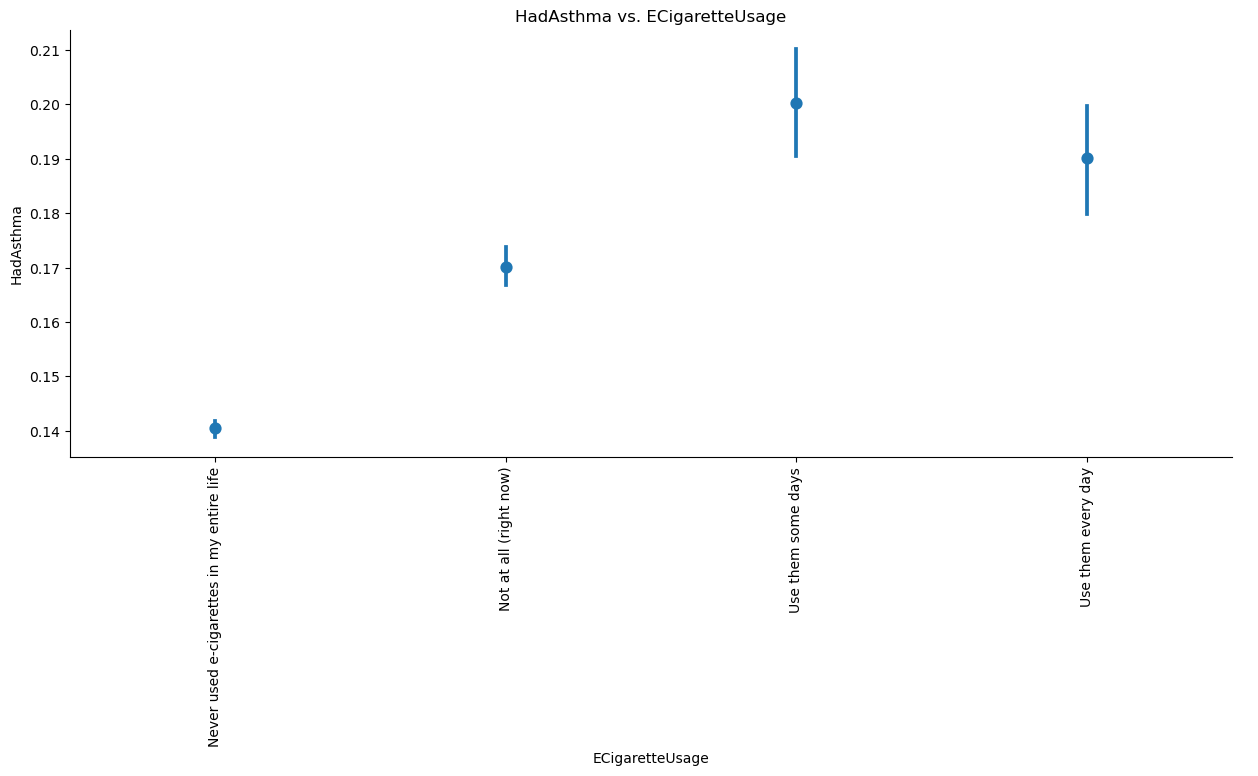 HadAsthma vs. ECigaretteUsage
HadAsthma
0.21
0.20
0.19
0.18
0.17
0.16
0.15
0.14
Never used e-cigarettes in my entire life
Not at all (right now)
Use them some days
Use them every day
ECigaretteUsage